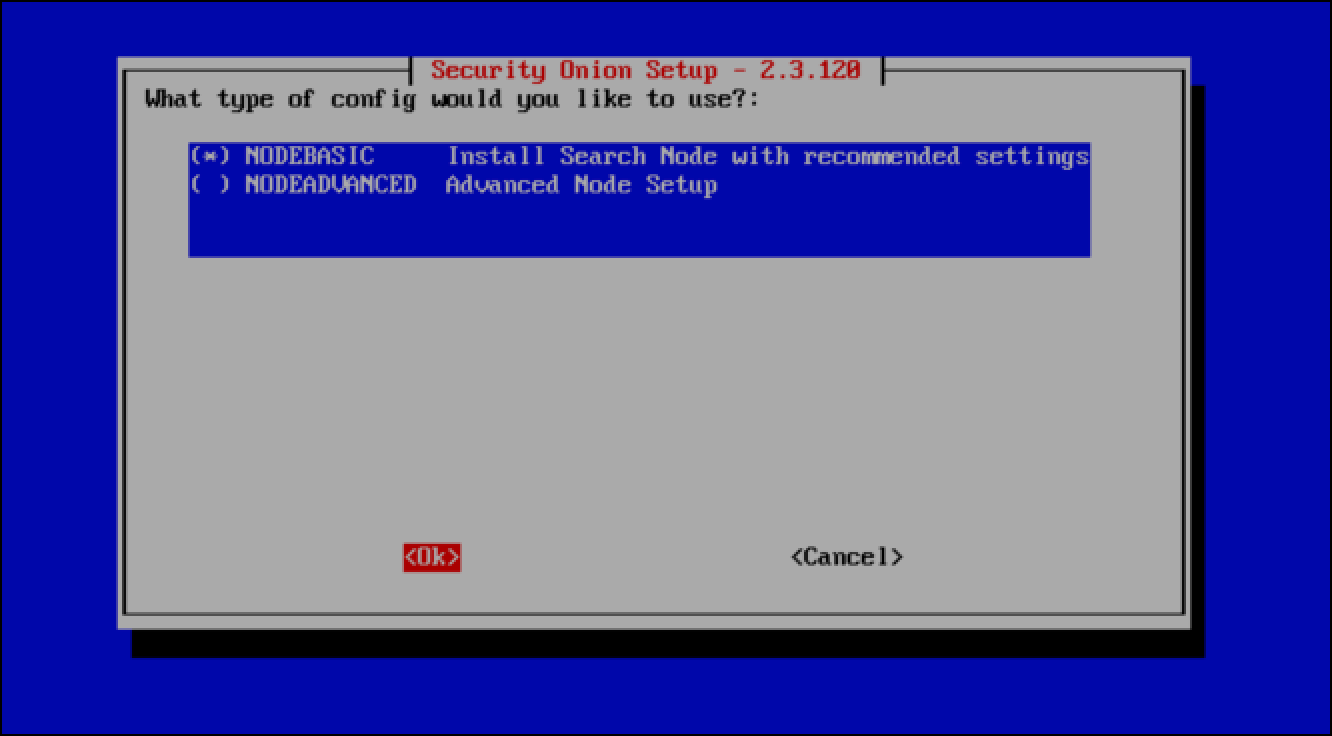 Security Onion Setup - 2.3.120
What type of config would you like to use?:
(*) NODEBASIC Install Search Node with recommended settings
( ) NODEADVANCED Advanced Node Setup
<Ok> <Cancel>